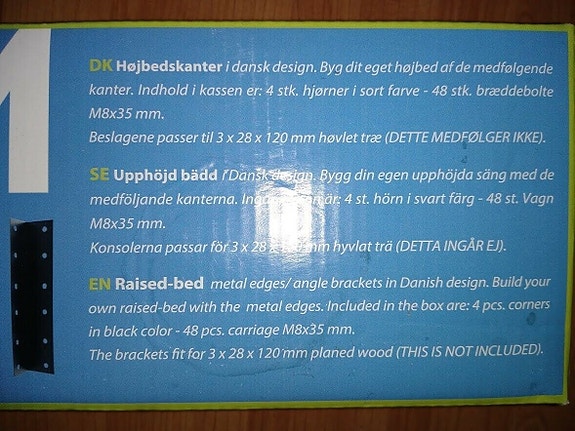 DK Højbedskanter i dansk design. Byg dit eget højbed af de medfølgende
kanter. Indhold i kassen er: 4 stk. hjørner i sort farve - 48 stk. bræddebolte
M8x35 mm.
Beslagene passer til 3 x 28 x 120 mm høvlet træ (DETTE MEDFØLGER IKKE).
SE Upphöjd bädd i Dansk design. Bygg din egen upphöjda säng med de
medföljande kanterna. är: 4 st. hörn i svart färg - 48 st. Vagn
M8x35 mm.
Konsolerna passar för 3 x 28 x mm hyvlat trä (DETTA INGÅR EJ).
EN Raised-bed metal edges/ angle brackets in Danish design. Build your
own raised-bed with the metal edges. Included in the box are: 4 pcs. corners
in black color - 48 pcs. carriage M8x35 mm.
The brackets fit for 3 x 28 x 120 mm planed wood (THIS IS NOT INCLUDED).